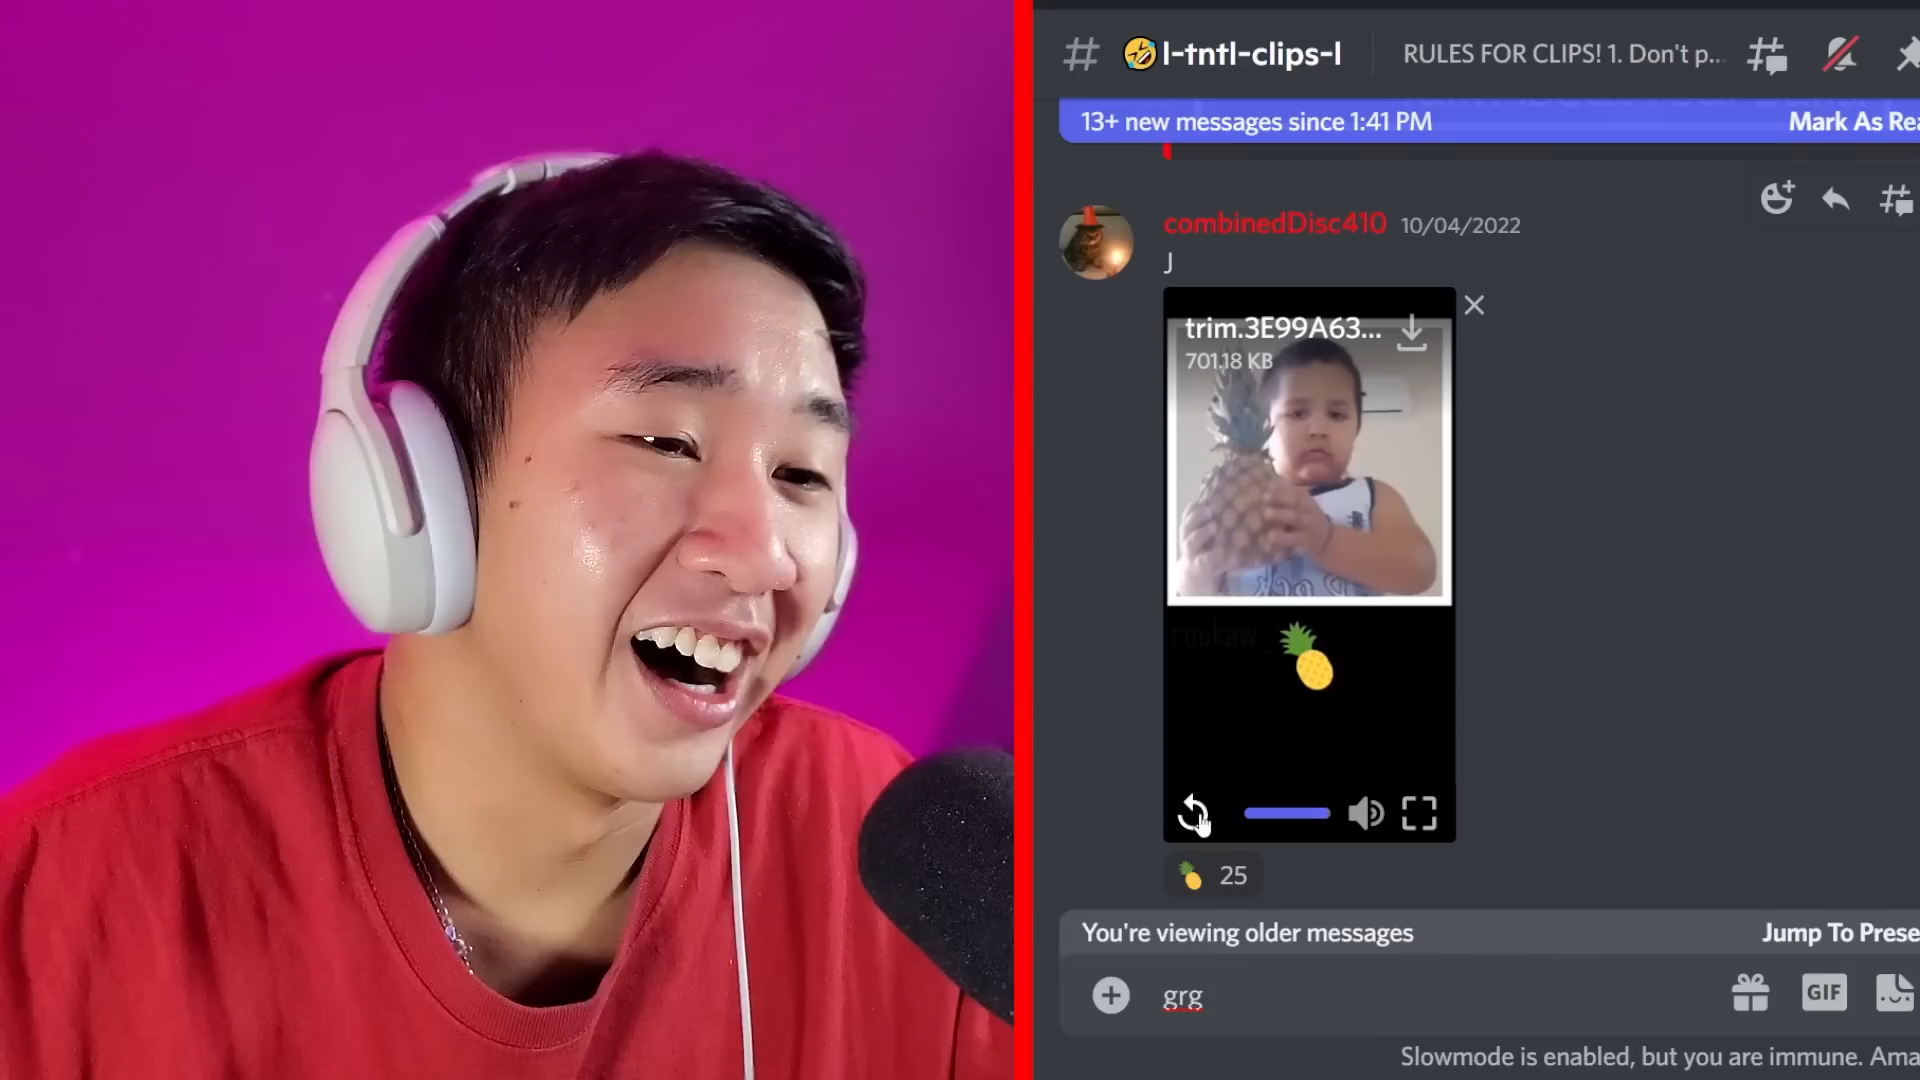 l-tntl-clips-l
RULES FOR CLIPS! 1. Don't p...
13+ new messages since 1:41 PM
Mark As Rea
combinedDisc410 10/04/2022
J
trim.3E99A63...
701.18 KB
roukaw_
25
You're viewing older messages
Jump To Prese
grg
GIF
Slowmode is enabled, but you are immune. Ama